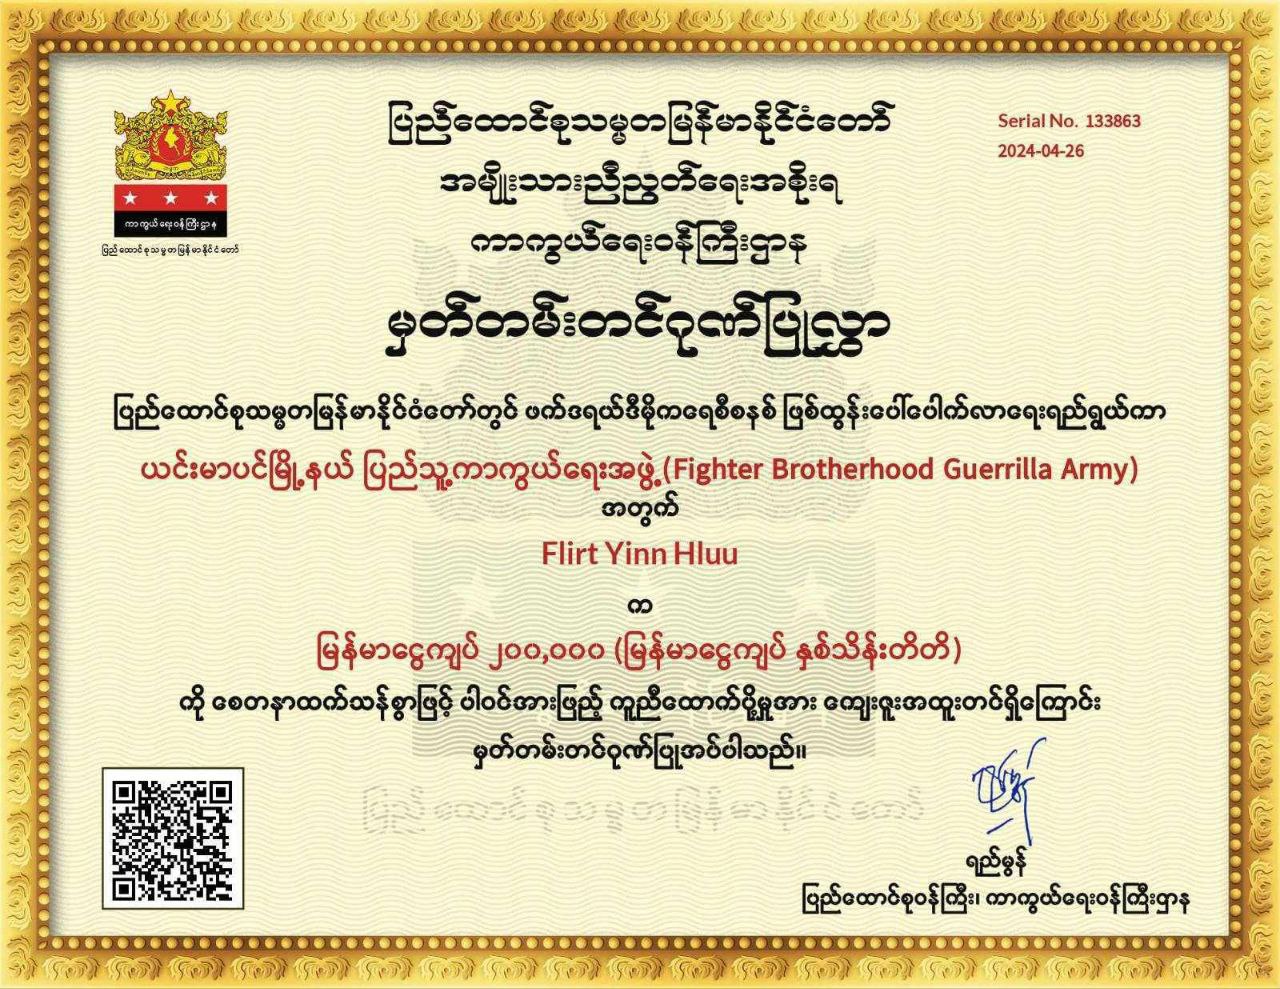 ပြည်ထောင်စုသမ္မတမြန်မာနိုင်ငံတော်
အမျိုးသားညီညွတ်ရေးအစိုးရ
ကာကွယ်ရေးဝန်ကြီးဌာန
Serial No. 133863
2024-04-26
ကာကွယ်ရေးဝန်ကြီးဌာန
ပြည်ထောင်စုသမ္မတမြန်မာနိုင်ငံတော်
မှတ်တမ်းတင်ဂုဏ်ပြုလွှာ
ပြည်ထောင်စုသမ္မတမြန်မာနိုင်ငံတော်တွင် ဖက်ဒရယ်ဒီမိုကရေစီစနစ် ဖြစ်ထွန်းပေါ်ပေါက်လာရေးရည်ရွယ်ကာ
ယင်းမာပင်မြို့နယ် ပြည်သူ့ကာကွယ်ရေးအဖွဲ့(Fighter Brotherhood Guerrilla Army)
အတွက်
Flirt Yinn Hluu
က
မြန်မာငွေကျပ် ၂၀၀,၀၀၀ (မြန်မာငွေကျပ် နှစ်သိန်းတိတိ)
ကို စေတနာထက်သန်စွာဖြင့် ပါဝင်အားဖြည့် ကူညီထောက်ပို့မှုအား ကျေးဇူးအထူးတင်ရှိကြောင်း
မှတ်တမ်းတင်ဂုဏ်ပြုအပ်ပါသည်။
ပြည်ထောင်စုသမ္မတမြန်မာနိုင်ငံတော်
ရည်မွန်
ပြည်ထောင်စုဝန်ကြီး၊ ကာကွယ်ရေးဝန်ကြီးဌာန